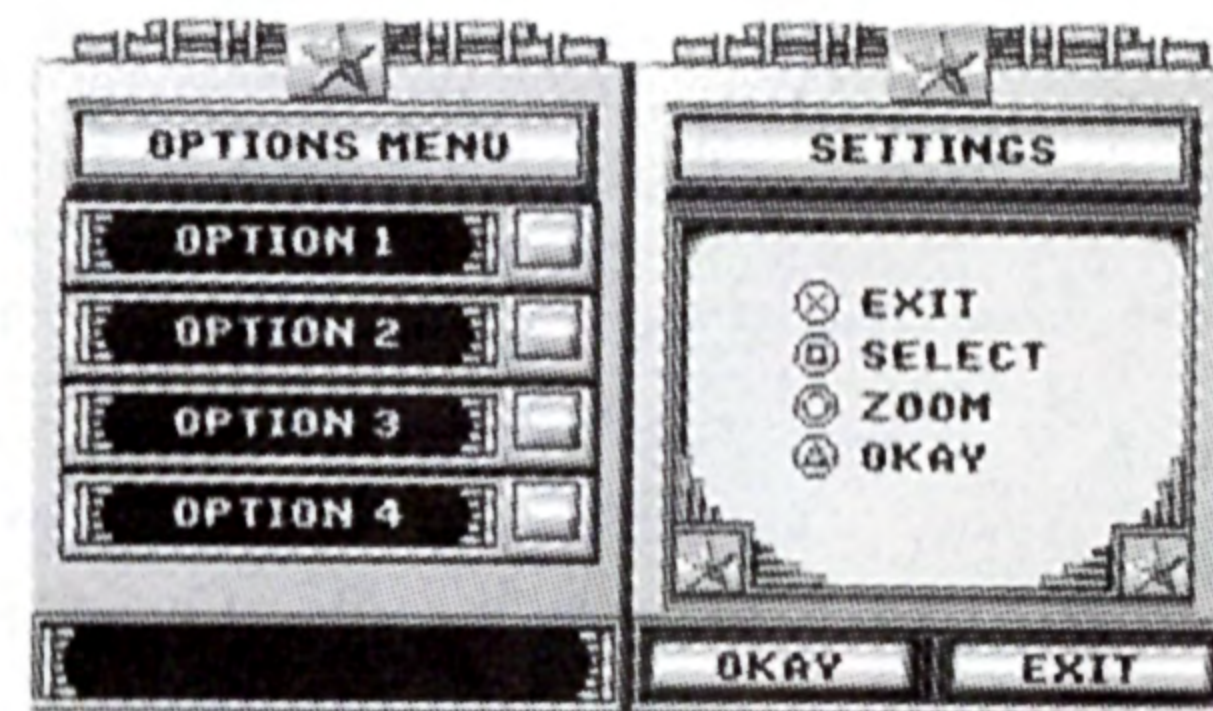 OPTIONS MENU
OPTION 1
OPTION 2
OPTION 3
OPTION 4
SETTINGS
EXIT
SELECT
ZOOM
OKAY
OKAY
EXIT